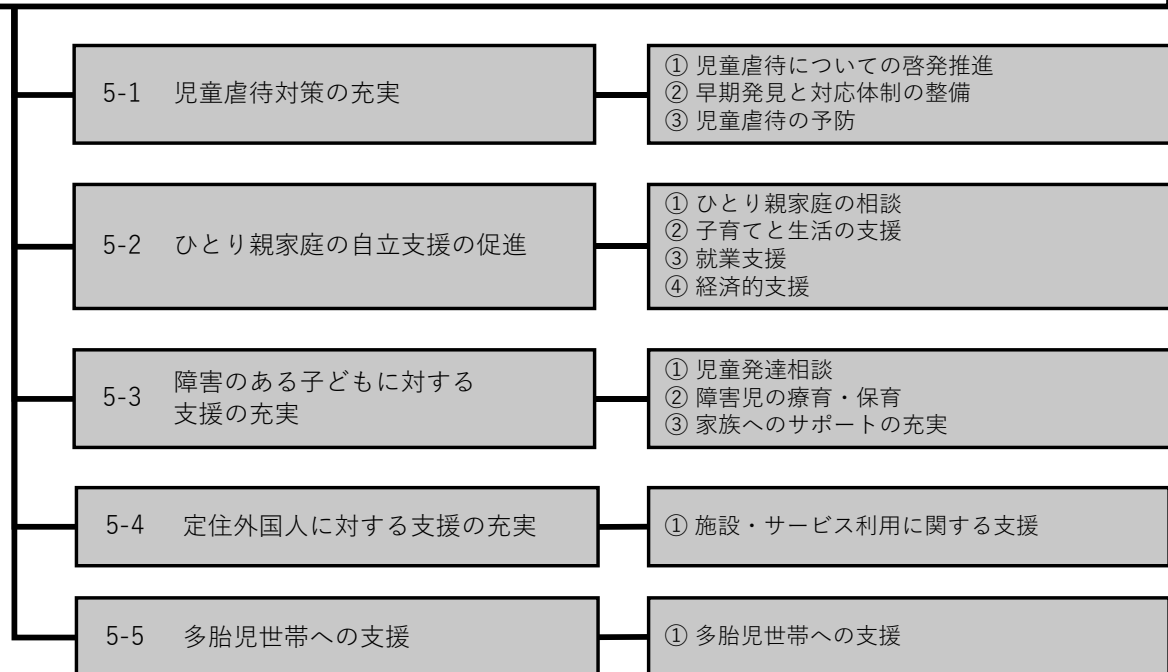 5-1 児童虐待対策の充実
① 児童虐待についての啓発推進
② 早期発見と対応体制の整備
③ 児童虐待の予防
5-2 ひとり親家庭の自立支援の促進
① ひとり親家庭の相談
② 子育てと生活の支援
③ 就業支援
④ 経済的支援
5-3 障害のある子どもに対する
支援の充実
① 児童発達相談
② 障害児の療育・保育
③ 家族へのサポートの充実
5-4 定住外国人に対する支援の充実
① 施設・サービス利用に関する支援
5-5 多胎児世帯への支援
① 多胎児世帯への支援